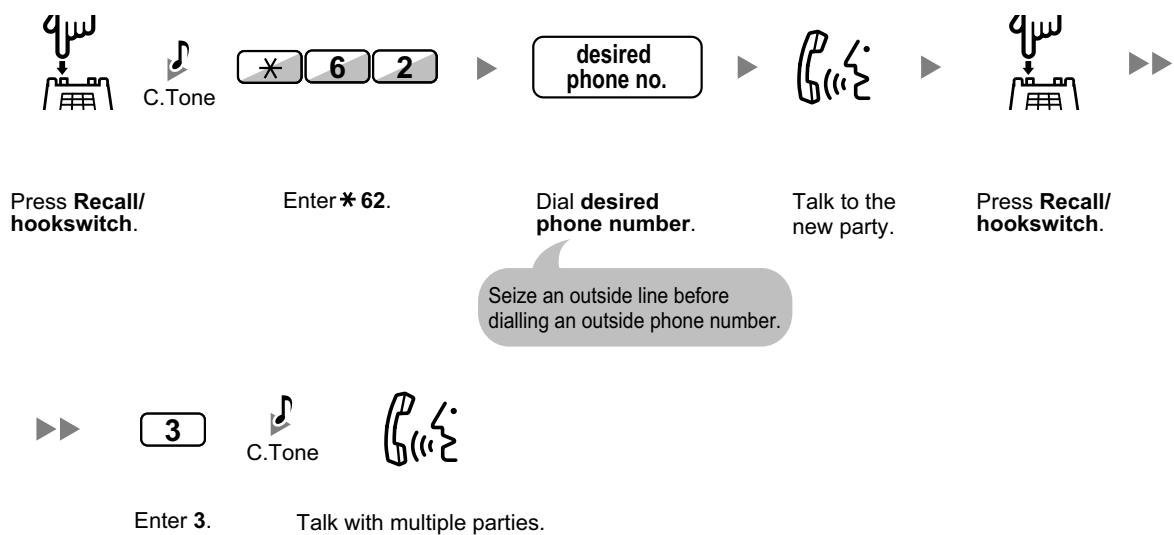 C.Tone
✳ 6 2
desired
phone no.
Press Recall/
hookswitch.
Enter ✳ 62.
Dial desired
phone number.
Talk to the
new party.
Press Recall/
hookswitch.
Seize an outside line before
dialling an outside phone number.
3
C.Tone
Enter 3.
Talk with multiple parties.